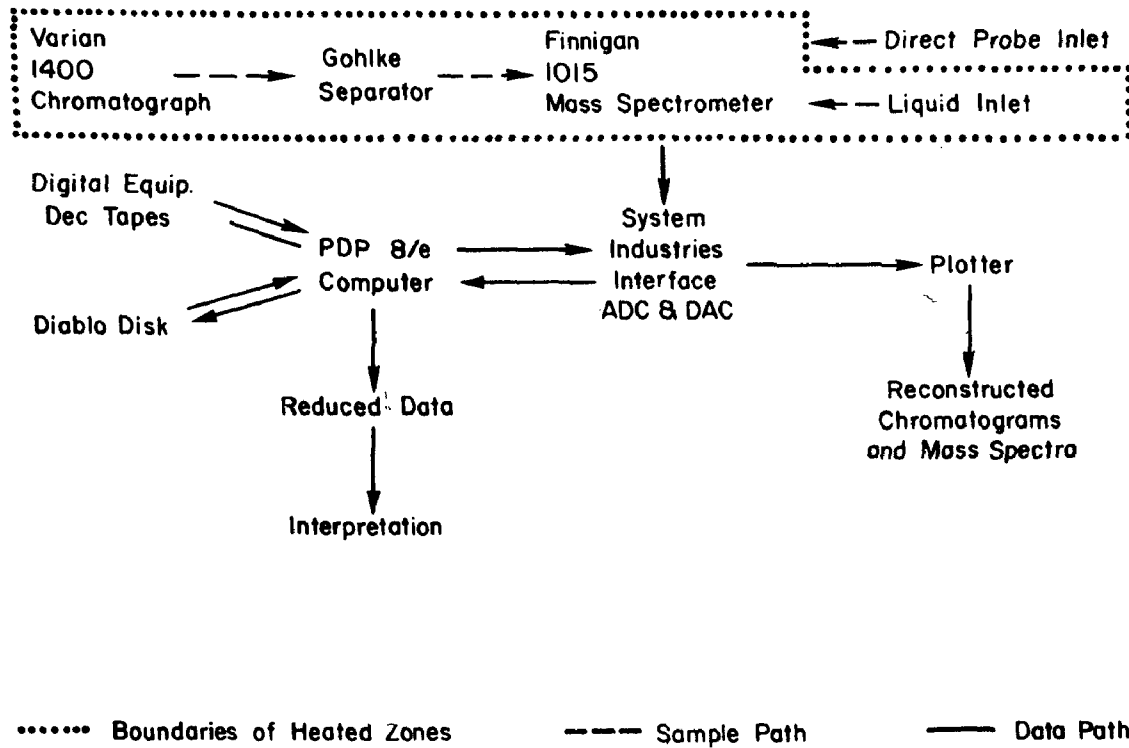 Varian
1400
Chromatograph
Gohlke
Separator
Finnigan
1015
Mass Spectrometer
Direct Probe Inlet
Liquid Inlet
Digital Equip.
Dec Tapes
PDP 8/e
Computer
Diablo Disk
System
Industries
Interface
ADC & DAC
Plotter
Reduced Data
Interpretation
Reconstructed
Chromatograms
and Mass Spectra
Boundaries of Heated Zones
Sample Path
Data Path